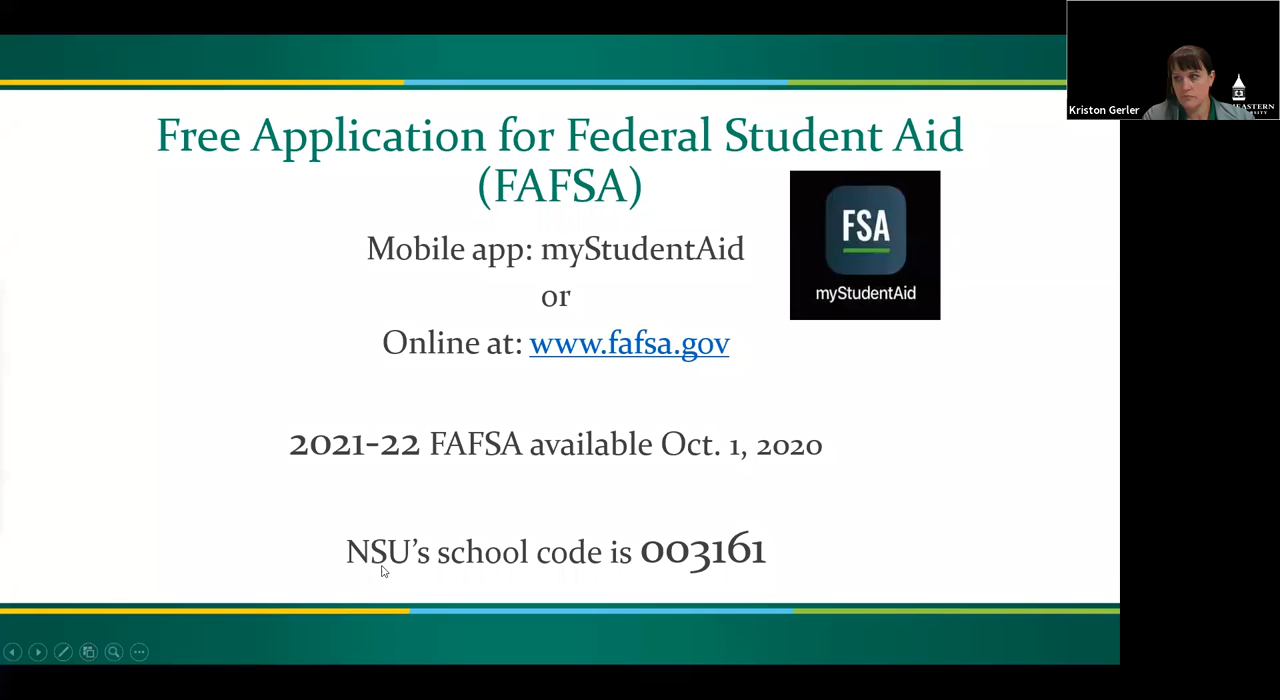 Free Application for Federal Student Aid
(FAFSA)
Mobile app: myStudentAid
or
Online at: www.fafsa.gov
2021-22 FAFSA available Oct. 1, 2020
NSU's school code is 003161
FSA
myStudentAid
Kriston Gerler